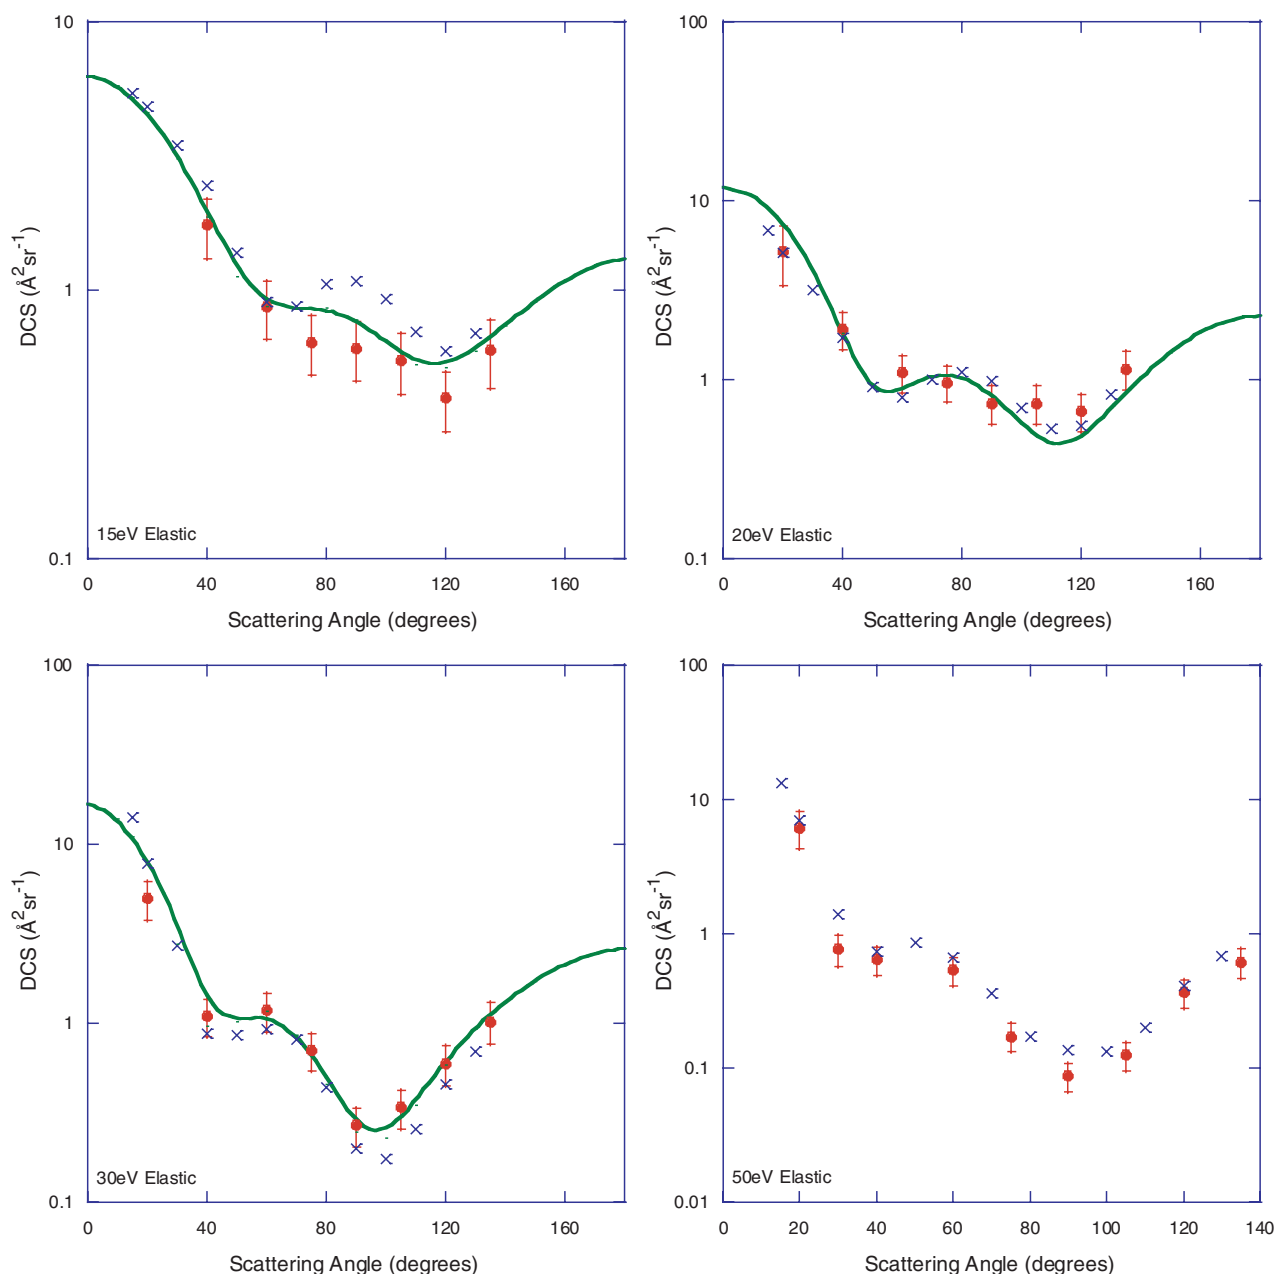 10
1
0.1
DCS (Å²sr⁻¹)
15eV Elastic
0 40 80 120 160
Scattering Angle (degrees)
100
10
1
0.1
DCS (Å²sr⁻¹)
20eV Elastic
0 40 80 120 160
Scattering Angle (degrees)
100
10
1
0.1
DCS (Å²sr⁻¹)
30eV Elastic
0 40 80 120 160
Scattering Angle (degrees)
100
10
1
0.1
0.01
DCS (Å²sr⁻¹)
50eV Elastic
0 20 40 60 80 100 120 140
Scattering Angle (degrees)